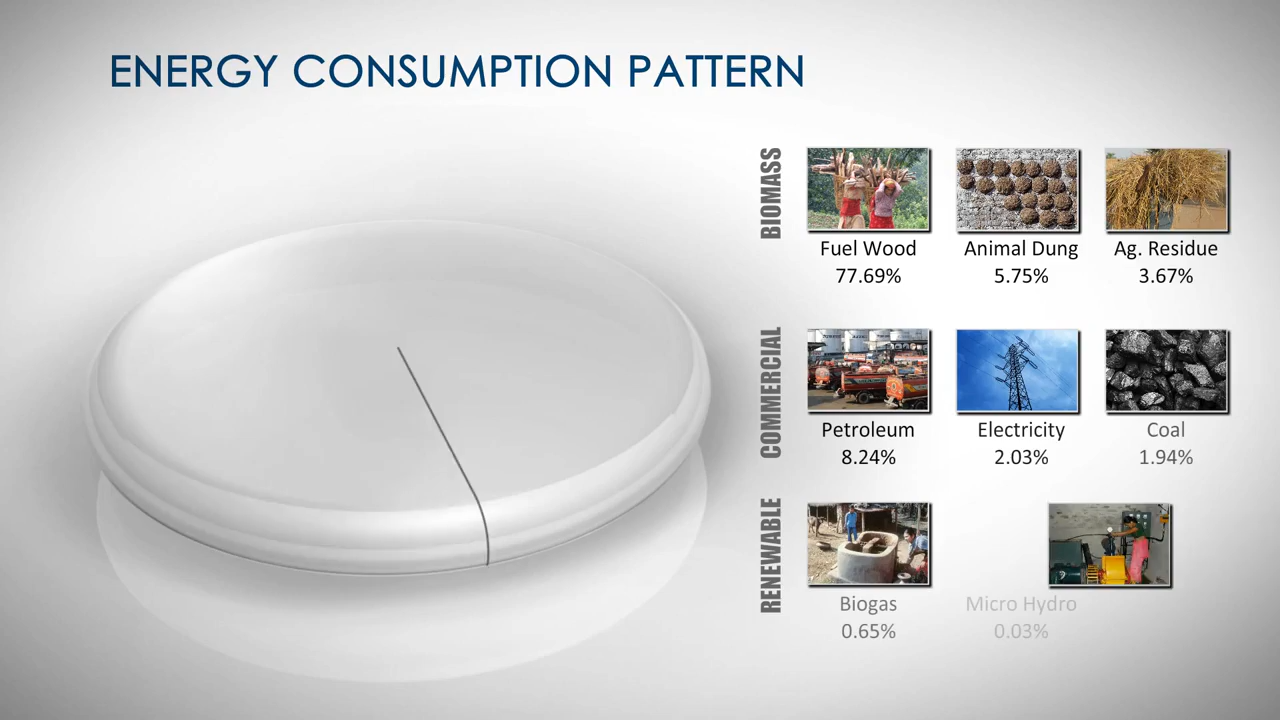 ENERGY CONSUMPTION PATTERN
BIOMASS
Fuel Wood
77.69%
Animal Dung
5.75%
Ag. Residue
3.67%
COMMERCIAL
Petroleum
8.24%
Electricity
2.03%
Coal
1.94%
RENEWABLE
Biogas
0.65%
Micro Hydro
0.03%